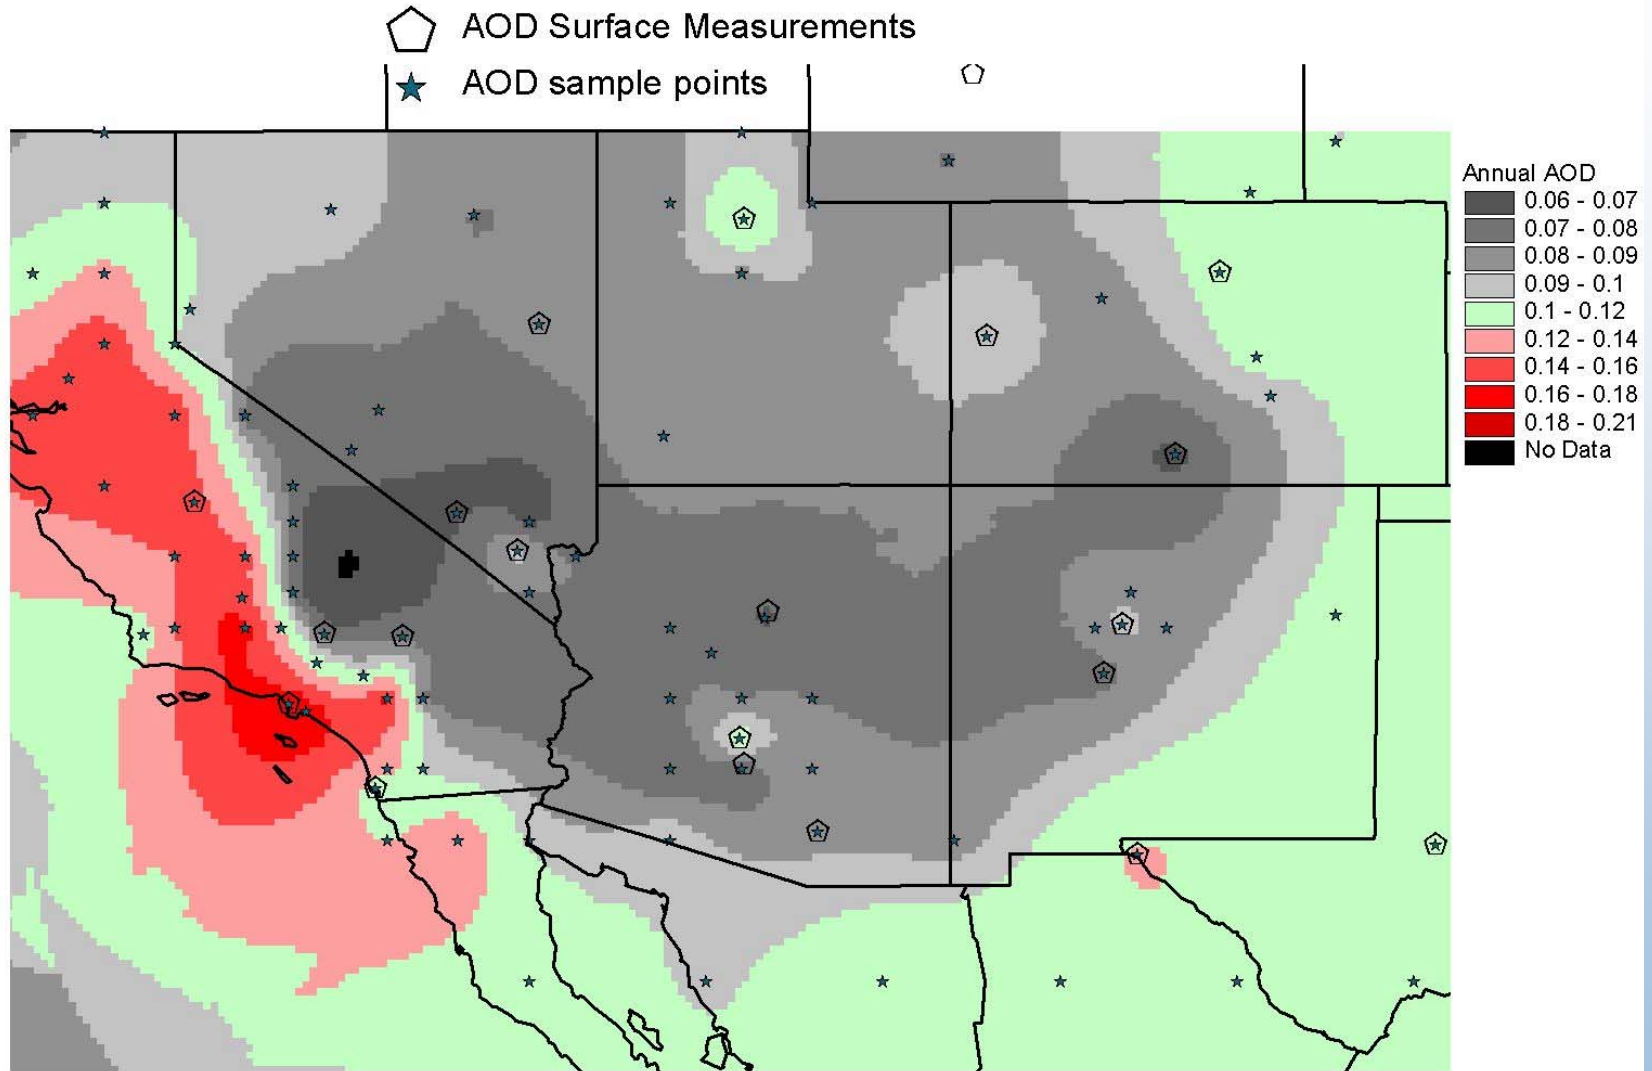 AOD Surface Measurements
AOD sample points
Annual AOD
0.06 - 0.07
0.07 - 0.08
0.08 - 0.09
0.09 - 0.1
0.1 - 0.12
0.12 - 0.14
0.14 - 0.16
0.16 - 0.18
0.18 - 0.21
No Data